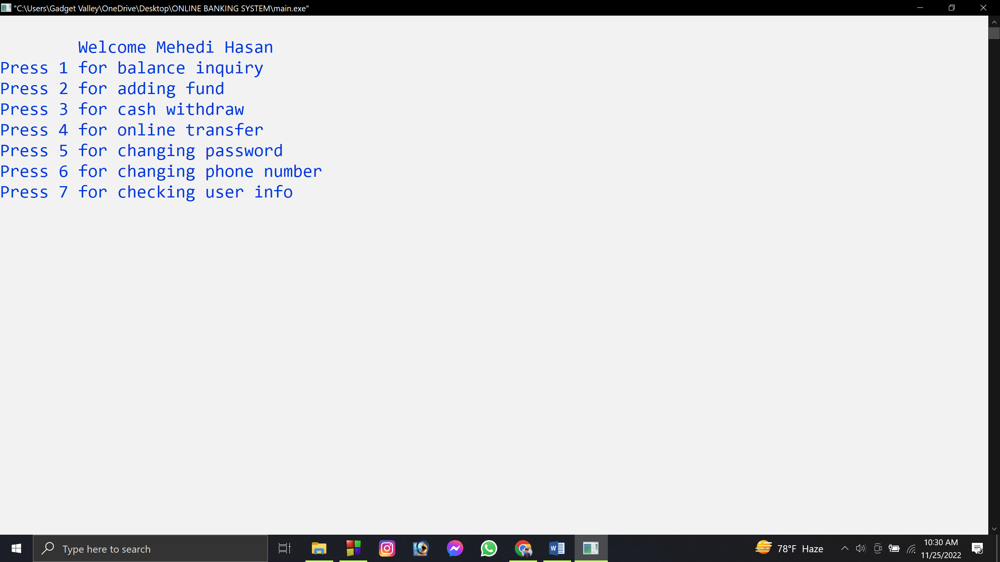 "C:\Users\Gadget Valley\OneDrive\Desktop\ONLINE BANKING SYSTEM\main.exe"
Welcome Mehedi Hasan
Press 1 for balance inquiry
Press 2 for adding fund
Press 3 for cash withdraw
Press 4 for online transfer
Press 5 for changing password
Press 6 for changing phone number
Press 7 for checking user info
Type here to search
W
78°F Haze
10:30 AM
11/25/2022